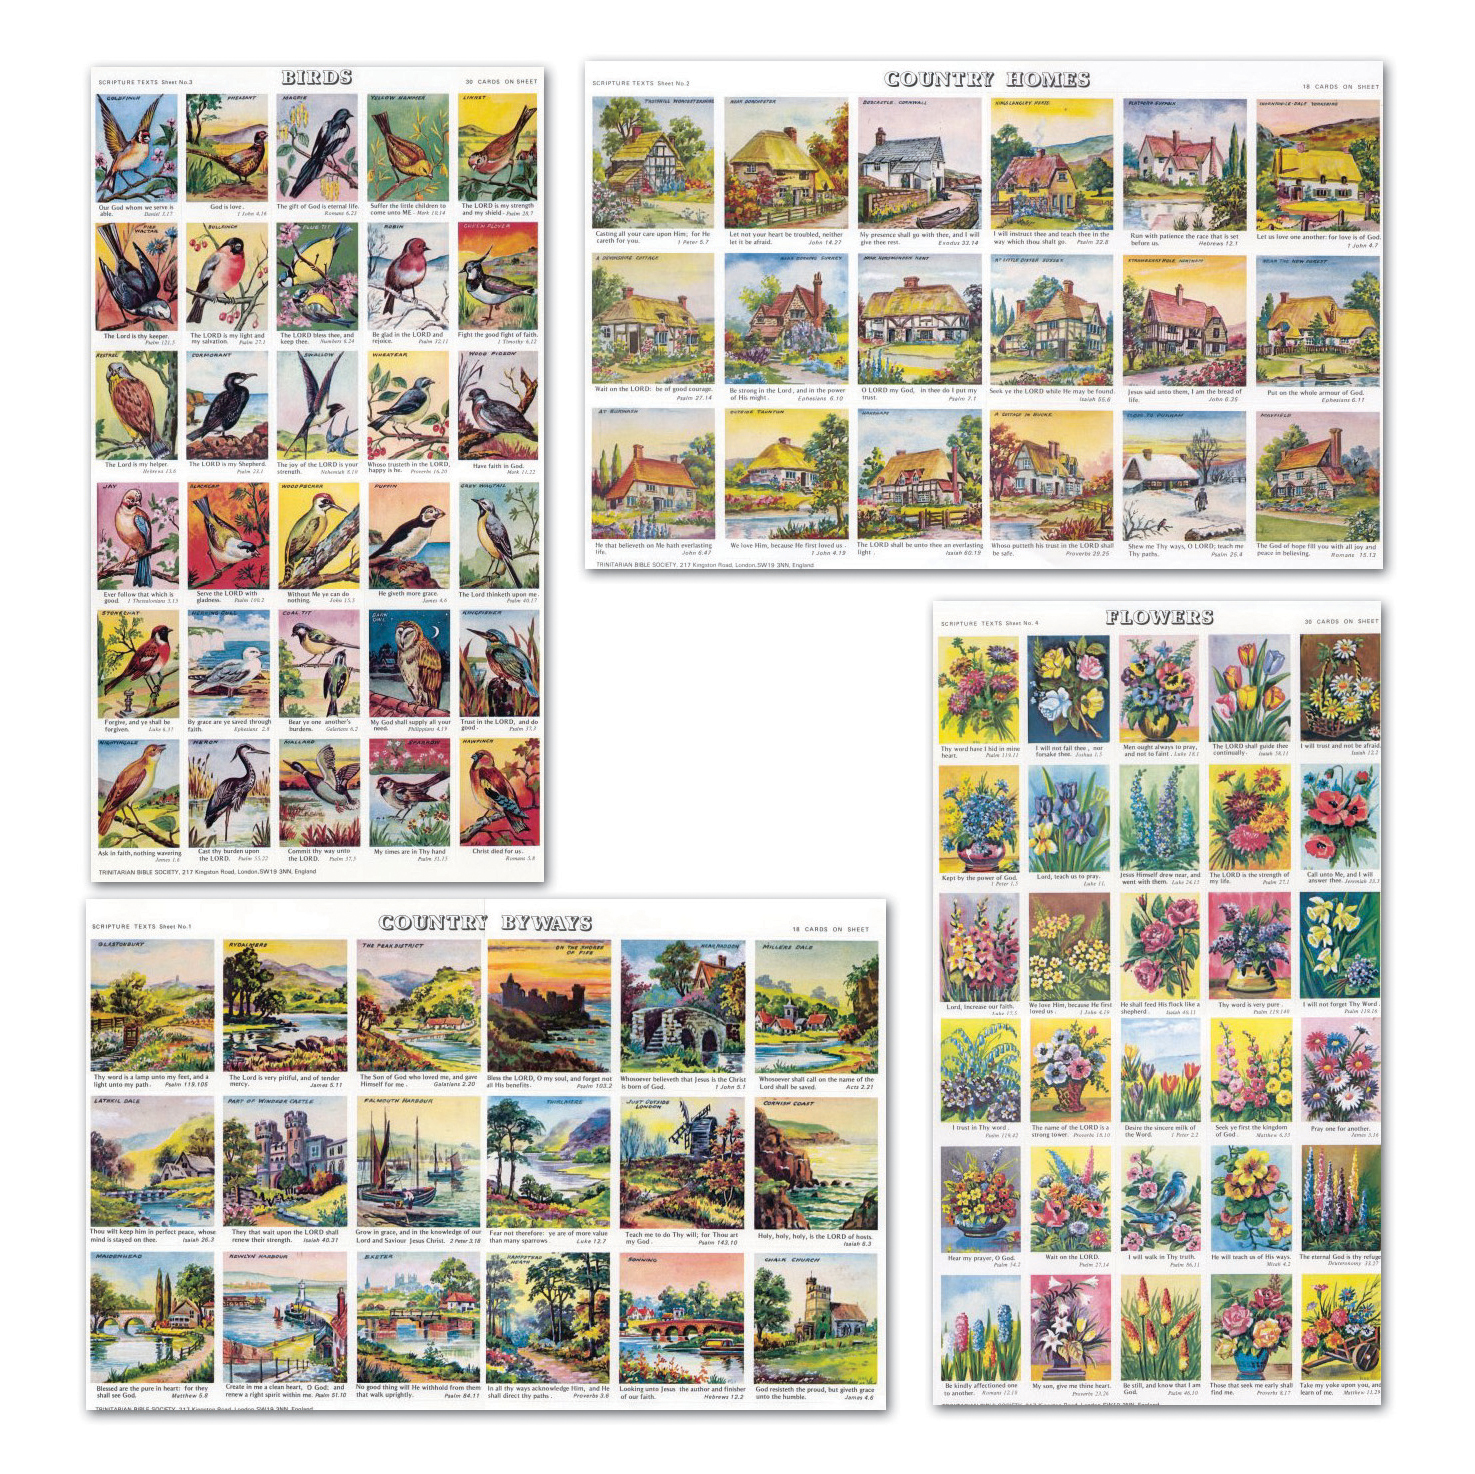 SCRIPTURE TEXTS Sheet No.3
BIRDS
30 CARDS ON SHEET
GOLDFINCH
PHEASANT
MAGPIE
YELLOW HAMMER
LINNET
Our God whom we serve is
able. Daniel 3.17
God is love.
1 John 4.16
The gift of God is eternal life.
Romans 6.23
Suffer the little children to
come unto ME - Mark 10.14
The LORD is my strength
and my shield - Psalm 28.7
PIED WAGTAIL
BULLFINCH
BLUE TIT
ROBIN
GREEN PLOVER
The Lord is thy keeper.
Psalm 121.5
The LORD is my light and
my salvation. Psalm 27.1
The LORD bless thee, and
keep thee. Numbers 6.24
Be glad in the LORD and
rejoice. Psalm 32.11
Fight the good fight of faith.
1 Timothy 6.12
KESTREL
CORMORANT
SWALLOW
WHEATEAR
WOOD PIGEON
The Lord is my helper.
Hebrews 13.6
The LORD is my Shepherd.
Psalm 23.1
The joy of the LORD is your
strength. Nehemiah 8.10
Whoso trusteth in the LORD,
happy is he. Proverbs 16.20
Have faith in God.
Mark 11.22
JAY
BLACKCAP
WOODPECKER
PUFFIN
GREY WAGTAIL
Ever follow that which is
good. 1 Thessalonians 5.15
Serve the LORD with
gladness. Psalm 100.2
Without Me ye can do
nothing. John 15.5
He giveth more grace.
James 4.6
The Lord thinketh upon me.
Psalm 40.17
STONECHAT
HERRING GULL
COAL TIT
BARN OWL
KINGFISHER
Forgive, and ye shall be
forgiven. Luke 6.37
By grace are ye saved through
faith. Ephesians 2.8
Bear ye one another's
burdens. Galatians 6.2
My God shall supply all your
need. Philippians 4.19
Trust in the LORD, and do
good. Psalm 37.3
NIGHTINGALE
HERON
MALLARD
SPARROW
HAWFINCH
Ask in faith, nothing wavering
James 1.6
Cast thy burden upon
the LORD. Psalm 55.22
Commit thy way unto
the LORD. Psalm 37.5
My times are in Thy hand
Psalm 31.15
Christ died for us.
Romans 5.8
TRINITARIAN BIBLE SOCIETY, 217 Kingston Road, London.SW19 3NN, England
SCRIPTURE TEXTS Sheet No.2
COUNTRY HOMES
18 CARDS ON SHEET
NEAR DORCHESTER
BOSCASTLE, CORNWALL
KINGS LANGLEY HERTS.
Casting all your care upon Him; for He
careth for you. 1 Peter 5.7
Let not your heart be troubled, neither
let it be afraid. John 14.27
My presence shall go with thee, and I will
give thee rest. Exodus 33.14
I will instruct thee and teach thee in the
way which thou shalt go. Psalm 32.8
Run with patience the race that is set
before us. Hebrews 12.1
Let us love one another: for love is of God.
1 John 4.7
A DEVONSHIRE COTTAGE
NEAR DORKING SURREY
AT LITTLE DIXTER SUSSEX
NEAR THE NEW FOREST
Wait on the LORD: be of good courage.
Psalm 27.14
Be strong in the Lord, and in the power
of His might. Ephesians 6.10
O LORD my God, in thee do I put my
trust. Psalm 7.1
Seek ye the LORD while He may be found.
Isaiah 55.6
Jesus said unto them, I am the bread of
life. John 6.35
Put on the whole armour of God.
Ephesians 6.11
AT BURWASH
OUTSIDE TAUNTON
A COTTAGE IN BUCKS.
MAYFIELD
He that believeth on Me hath everlasting
life. John 6.47
We love Him, because He first loved us.
1 John 4.19
The LORD shall be unto thee an everlasting
light. Isaiah 60.19
Whoso putteth his trust in the LORD shall
be safe. Proverbs 29.25
Shew me Thy ways, O LORD; teach me
Thy paths. Psalm 25.4
The God of hope fill you with all joy and
peace in believing. Romans 15.13
TRINITARIAN BIBLE SOCIETY, 217 Kingston Road, London.SW19 3NN, England
SCRIPTURE TEXTS Sheet No. 4
FLOWERS
30 CARDS ON SHEET
Thy word have I hid in mine
heart. Psalm 119.11
I will not fail thee, nor
forsake thee. Joshua 1.5
Men ought always to pray,
and not to faint. Luke 18.1
The LORD shall guide thee
continually. Isaiah 58.11
I will trust and not be afraid.
Isaiah 12.2
Kept by the power of God.
1 Peter 1.5
Lord, teach us to pray.
Luke 11.
Jesus Himself drew near, and
went with them. Luke 24.15
The LORD is the strength of
my life. Psalm 27.1
Call unto Me, and I will
answer thee. Jeremiah 33.3
Lord, Increase our faith.
Luke 17.5
We love Him, because He first
loved us. 1 John 4.19
He shall feed His flock like a
shepherd. Isaiah 40.11
Thy word is very pure.
Psalm 119.140
I will not forget Thy Word.
Psalm 119.16
I trust in Thy word.
Psalm 119.42
The name of the LORD is a
strong tower. Proverbs 18.10
Desire the sincere milk of
the Word. 1 Peter 2.2
Seek ye first the kingdom
of God. Matthew 6.33
Pray one for another.
James 5.16
Hear my prayer, O God.
Psalm 54.2
Wait on the LORD.
Psalm 27.14
I will walk in Thy truth.
Psalm 86.11
He will teach us of His ways.
Micah 4.2
The eternal God is thy refuge
Deuteronomy 33.27
Be kindly affectioned one
to another. Romans 12.10
My son, give me thine heart.
Proverbs 23.26
Be still, and know that I am
God. Psalm 46.10
Those that seek me early shall
find me. Proverbs 8.17
Take my yoke upon you, and
learn of me. Matthew 11.29
SCRIPTURE TEXTS Sheet No.1
COUNTRY BYWAYS
18 CARDS ON SHEET
GLASTONBURY
RYDALMERE
THE PEAK DISTRICT
ON THE SHORES
OF FIFE
MILLERS DALE
Thy word is a lamp unto my feet, and a
light unto my path. Psalm 119.105
The Lord is very pitiful, and of tender
mercy. James 5.11
The Son of God who loved me, and gave
Himself for me. Galatians 2.20
Bless the LORD, O my soul, and forget not
all His benefits. Psalm 103.2
Whosoever believeth that Jesus is the Christ
is born of God. 1 John 5.1
Whosoever shall call on the name of the
Lord shall be saved. Acts 2.21
LATHKIL DALE
PART OF WINDSOR CASTLE
FALMOUTH HARBOUR
THIRLMERE
JUST OUTSIDE
LONDON
CORNISH COAST
Thou wilt keep him in perfect peace, whose
mind is stayed on thee. Isaiah 26.3
They that wait upon the LORD shall
renew their strength. Isaiah 40.31
Grow in grace, and in the knowledge of our
Lord and Saviour Jesus Christ. 2 Peter 3.18
Fear not therefore: ye are of more value
than many sparrows. Luke 12.7
Teach me to do Thy will; for Thou art
my God. Psalm 143.10
Holy, holy, holy, is the LORD of hosts.
Isaiah 6.3
MAIDENHEAD
NEWLYN HARBOUR
EXETER
HAMPSTEAD
HEATH
SONNING
CHALK CHURCH
Blessed are the pure in heart: for they
shall see God. Matthew 5.8
Create in me a clean heart, O God; and
renew a right spirit within me. Psalm 51.10
No good thing will He withhold from them
that walk uprightly. Psalm 84.11
In all thy ways acknowledge Him, and He
shall direct thy paths. Proverbs 3.6
Looking unto Jesus the author and finisher
of our faith. Hebrews 12.2
God resisteth the proud, but giveth grace
unto the humble. James 4.6
TRINITARIAN BIBLE SOCIETY, 217 Kingston Road, London.SW19 3NN, England